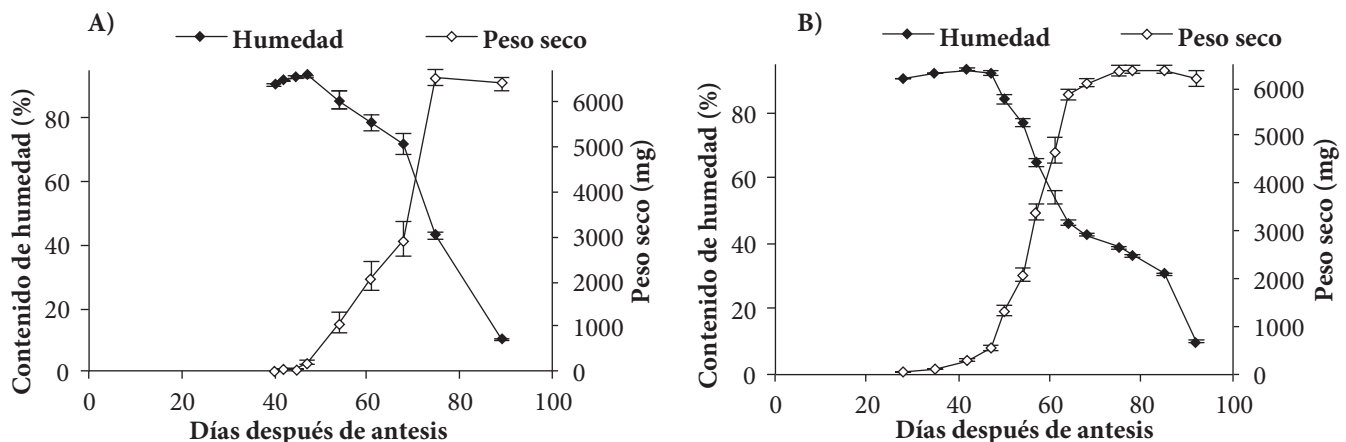 A)
Humedad
Peso seco
Contenido de humedad (%)
80
60
40
20
0
6000
5000
4000
3000
2000
1000
0
Peso seco (mg)
0 20 40 60 80 100
Días después de antesis
B)
Humedad
Peso seco
Contenido de humedad (%)
80
60
40
20
0
6000
5000
4000
3000
2000
1000
0
Peso seco (mg)
0 20 40 60 80 100
Días después de antesis